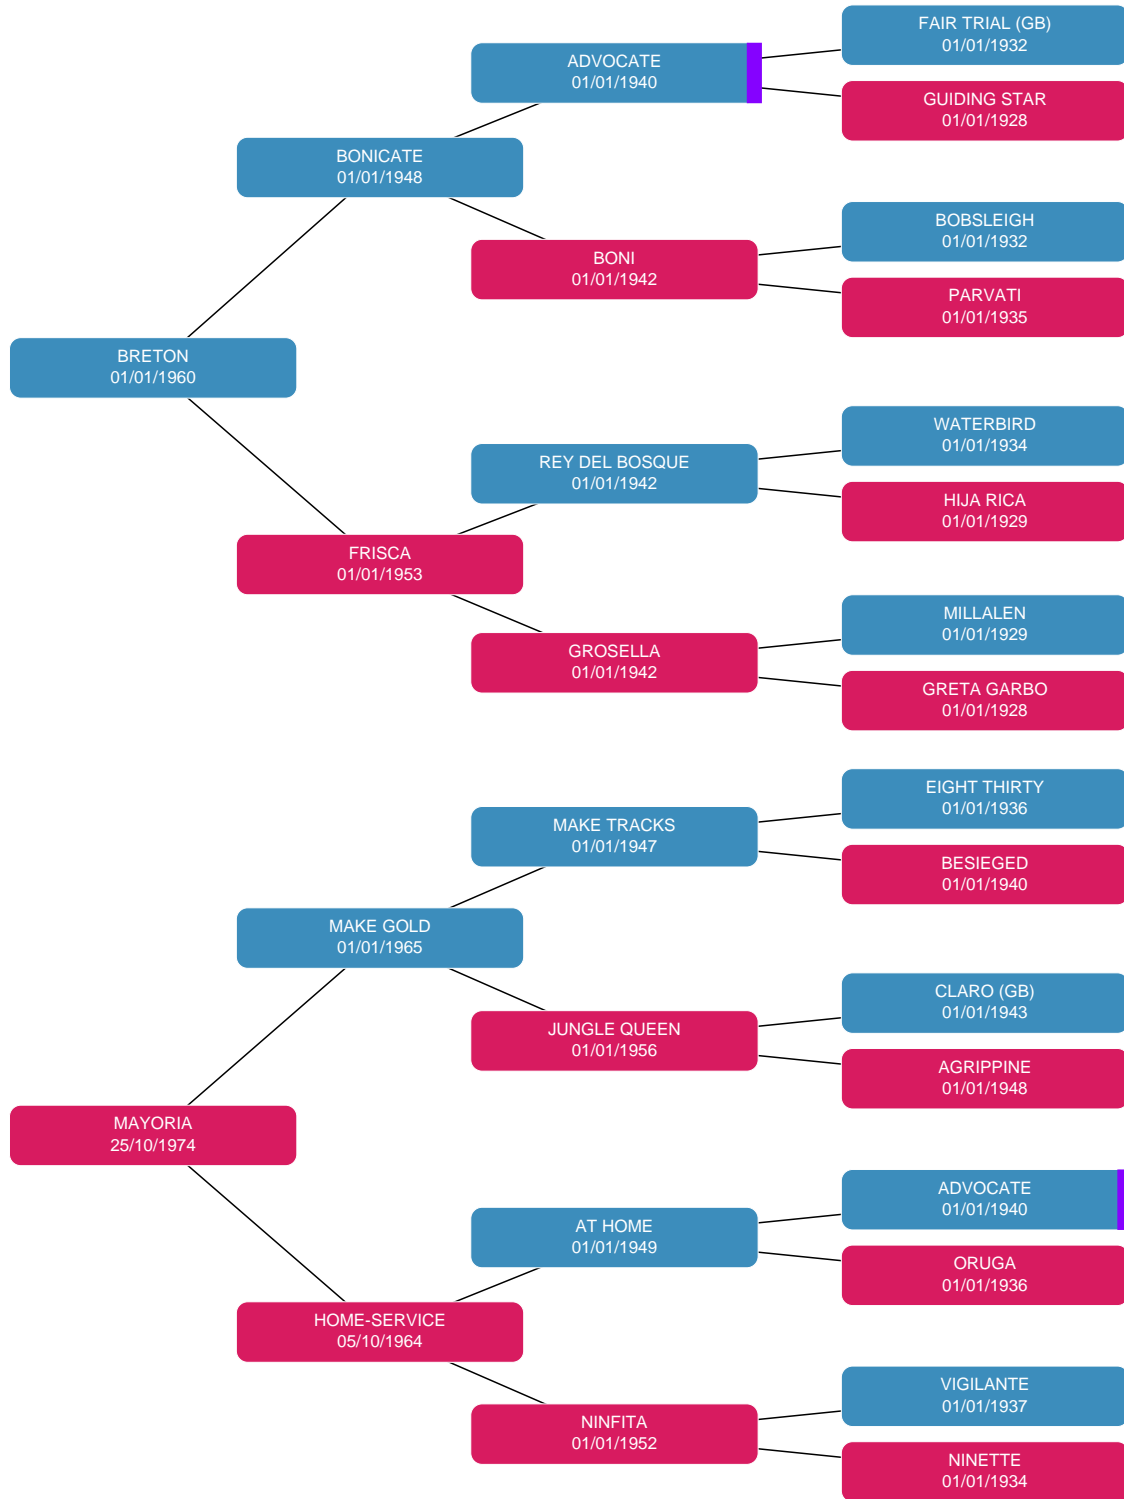 FAIR TRIAL (GB)
01/01/1932
ADVOCATE
01/01/1940
GUIDING STAR
01/01/1928
BONICATE
01/01/1948
BOBSLEIGH
01/01/1932
BONI
01/01/1942
PARVATI
01/01/1935
BRETON
01/01/1960
WATERBIRD
01/01/1934
REY DEL BOSQUE
01/01/1942
HIJA RICA
01/01/1929
FRISCA
01/01/1953
MILLALEN
01/01/1929
GROSELLA
01/01/1942
GRETA GARBO
01/01/1928
EIGHT THIRTY
01/01/1936
MAKE TRACKS
01/01/1947
BESIEGED
01/01/1940
MAKE GOLD
01/01/1965
CLARO (GB)
01/01/1943
JUNGLE QUEEN
01/01/1956
AGRIPPINE
01/01/1948
MAYORIA
25/10/1974
ADVOCATE
01/01/1940
AT HOME
01/01/1949
ORUGA
01/01/1936
HOME-SERVICE
05/10/1964
VIGILANTE
01/01/1937
NINFITA
01/01/1952
NINETTE
01/01/1934